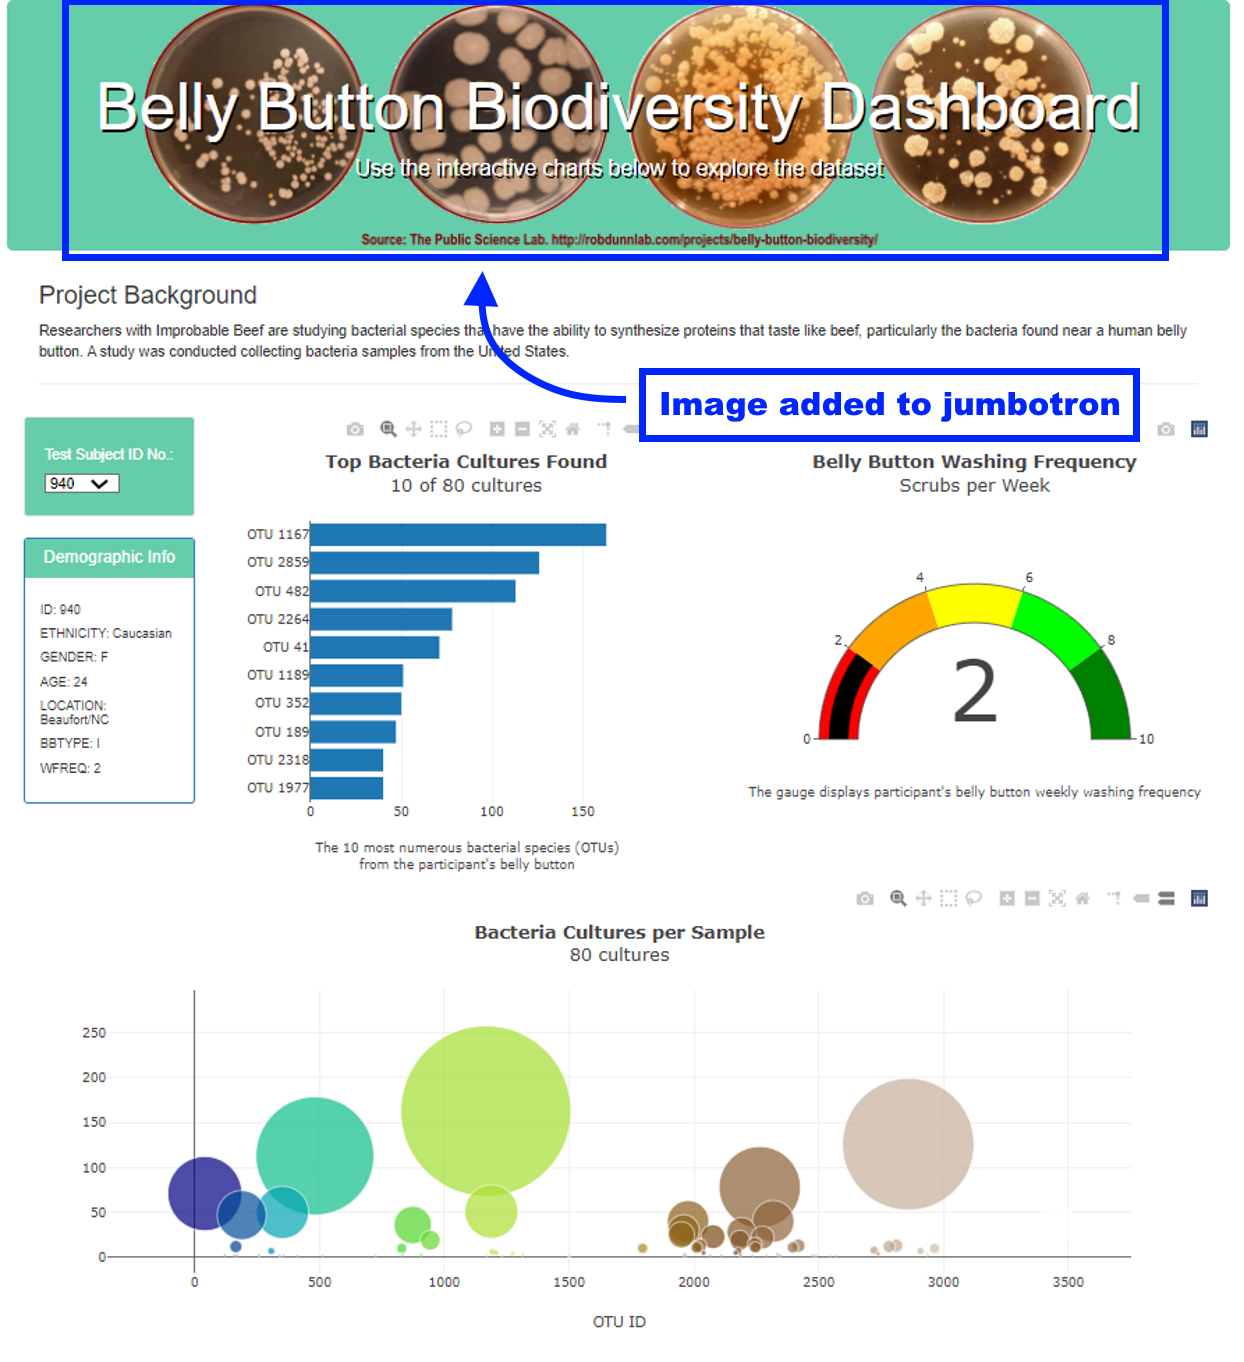 Belly Button Biodiversity Dashboard
Use the interactive charts below to explore the dataset
Source: The Public Science Lab. http://robdunnlab.com/projects/belly-button-biodiversity/
Project Background
Researchers with Improbable Beef are studying bacterial species that have the ability to synthesize proteins that taste like beef, particularly the bacteria found near a human belly
button. A study was conducted collecting bacteria samples from the United States.
Image added to jumbotron
Test Subject ID No.:
940
Demographic Info
ID: 940
ETHNICITY: Caucasian
GENDER: F
AGE: 24
LOCATION:
Beaufort/NC
BBTYPE: I
WFREQ: 2
Top Bacteria Cultures Found
10 of 80 cultures
OTU 1167
OTU 2859
OTU 482
OTU 2264
OTU 41
OTU 1189
OTU 352
OTU 189
OTU 2318
OTU 1977
0 50 100 150
The 10 most numerous bacterial species (OTUs)
from the participant's belly button
Belly Button Washing Frequency
Scrubs per Week
4 6
2 8
2
0 10
The gauge displays participant's belly button weekly washing frequency
Bacteria Cultures per Sample
80 cultures
250
200
150
100
50
0
0 500 1000 1500 2000 2500 3000 3500
OTU ID